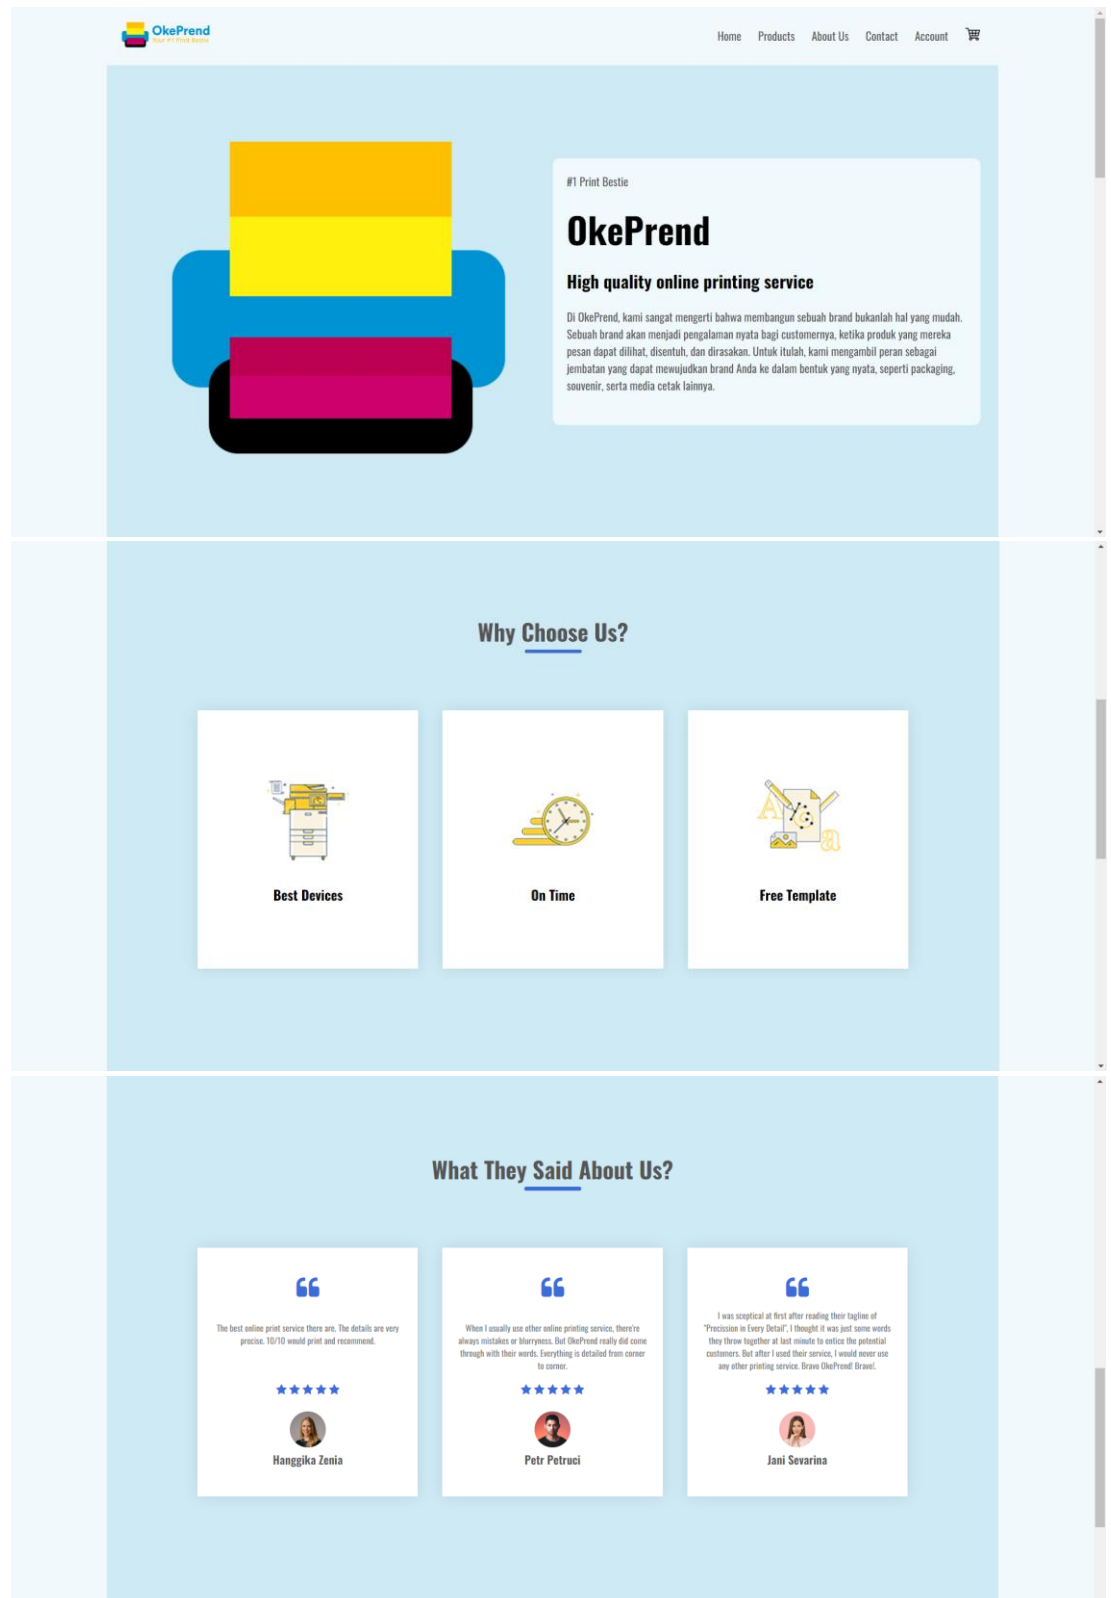 OkePrend
Your #1 Print Bestie
Home Products About Us Contact Account
#1 Print Bestie
OkePrend
High quality online printing service
Di OkePrend, kami sangat mengerti bahwa membangun sebuah brand bukanlah hal yang mudah.
Sebuah brand akan menjadi pengalaman nyata bagi customernya, ketika produk yang mereka
pesan dapat dilihat, disentuh, dan dirasakan. Untuk itulah, kami mengambil peran sebagai
jembatan yang dapat mewujudkan brand Anda ke dalam bentuk yang nyata, seperti packaging,
souvenir, serta media cetak lainnya.
Why Choose Us?
Best Devices
On Time
Free Template
What They Said About Us?
The best online print service there are. The details are very
precise. 10/10 would print and recommnend.
Hanggika Zenia
When I usually use other online printing service, there're
always mistakes or blurryness. But OkePrend really did come
through with their words. Everything is detailed from corner
to corner.
Petr Petruci
I was sceptical at first after reading their tagline of
"Precission in Every Detail", I thought it was just some words
they throw together at last minute to entice the potential
customers. But after I used their service, I would never use
any other printing service. Bravo OkePrend! Bravo!.
Jani Sevarina